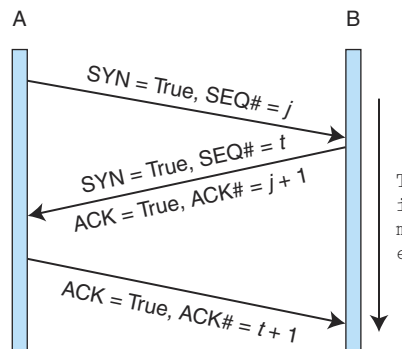 A
B
SYN = True, SEQ# = j
SYN = True, SEQ# = t
ACK = True, ACK# = j + 1
ACK = True, ACK# = t + 1